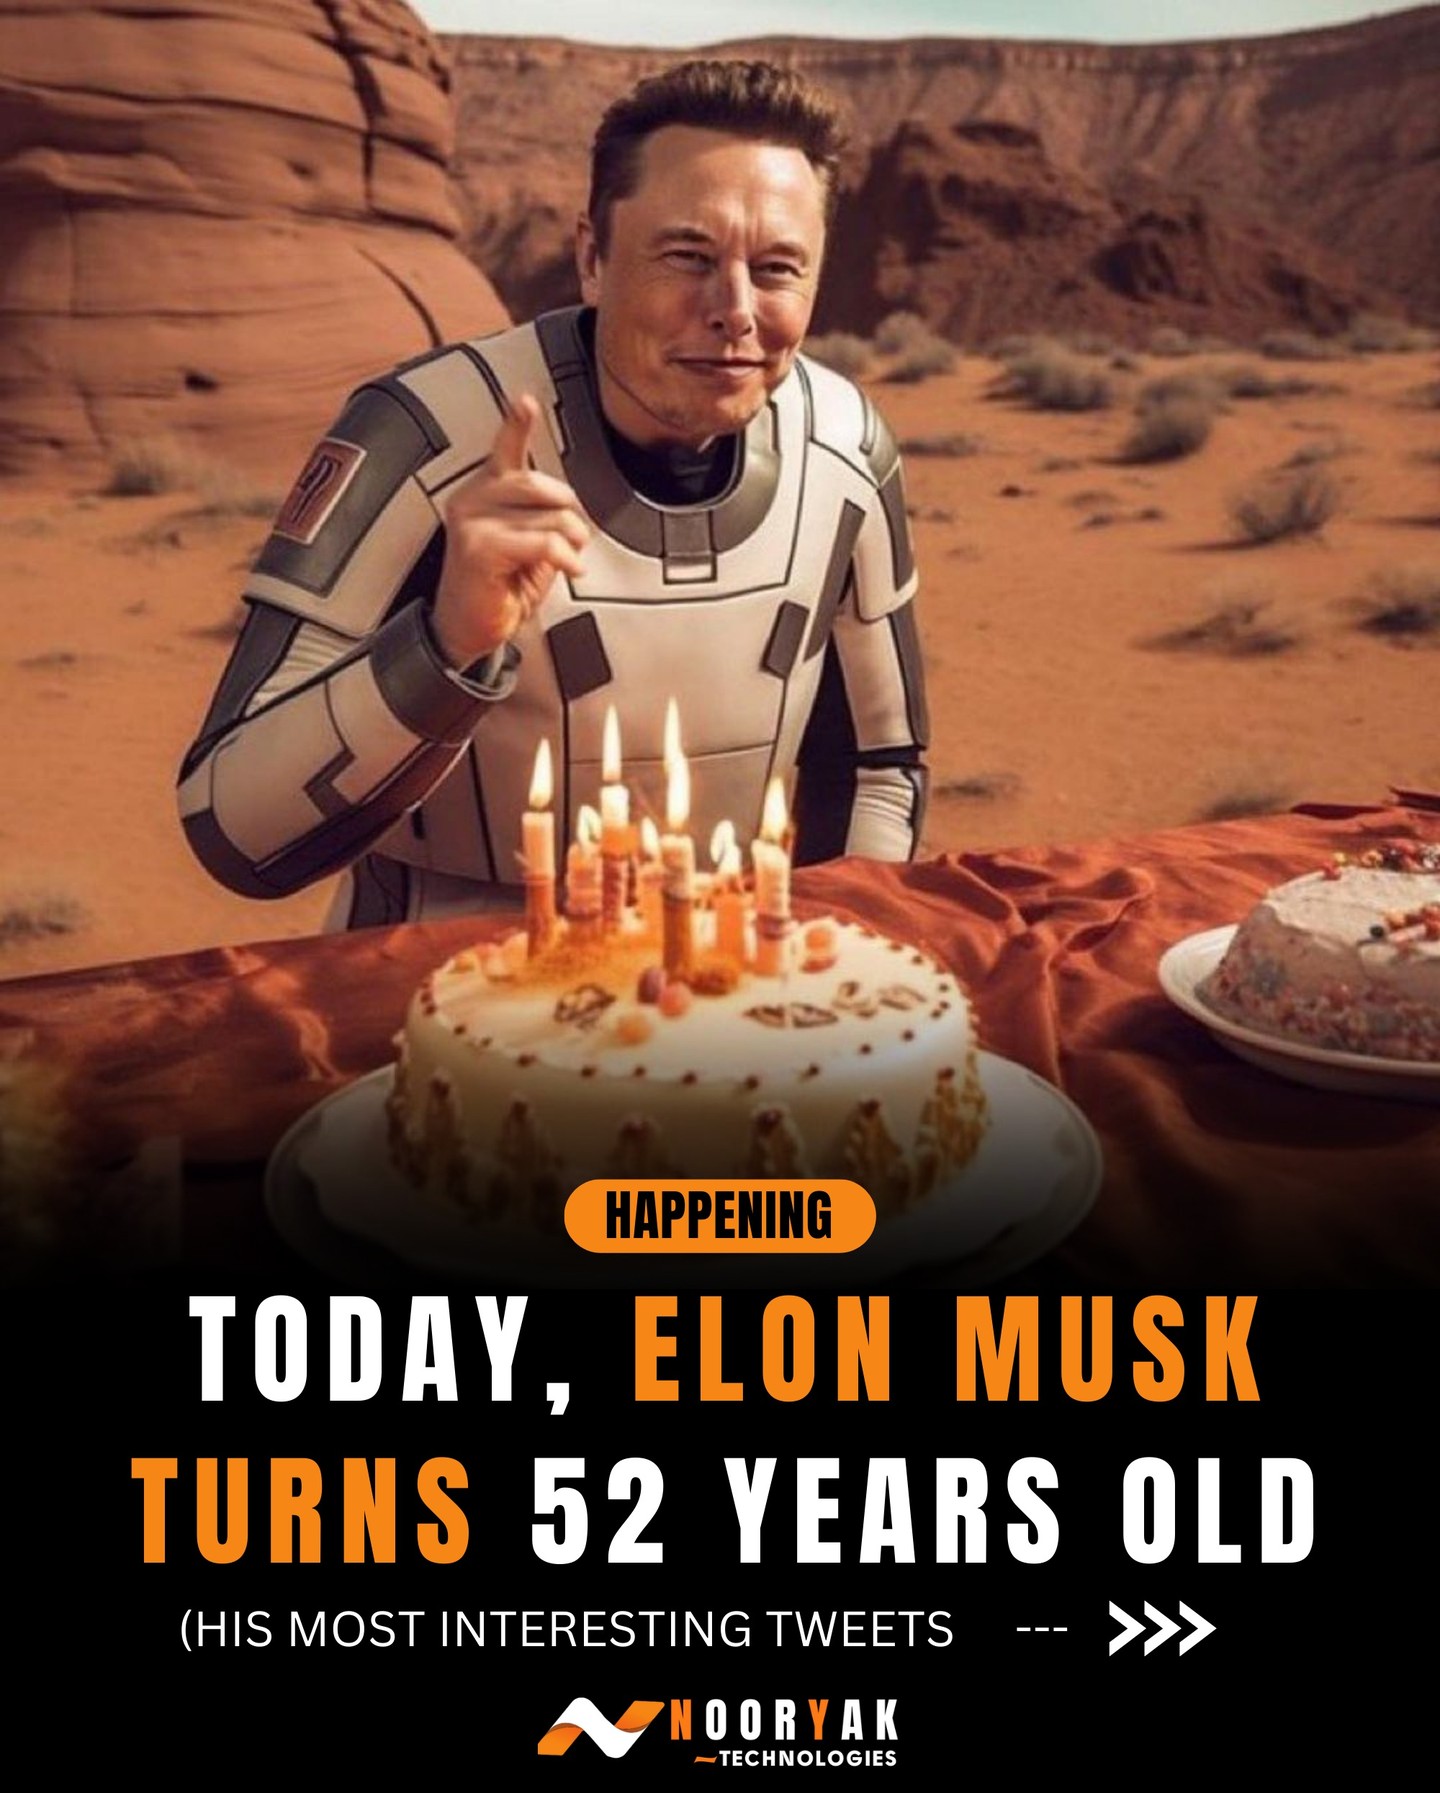 HAPPENING
TODAY, ELON MUSK
TURNS 52 YEARS OLD
(HIS MOST INTERESTING TWEETS --- >>>
NOORYAK
~TECHNOLOGIES